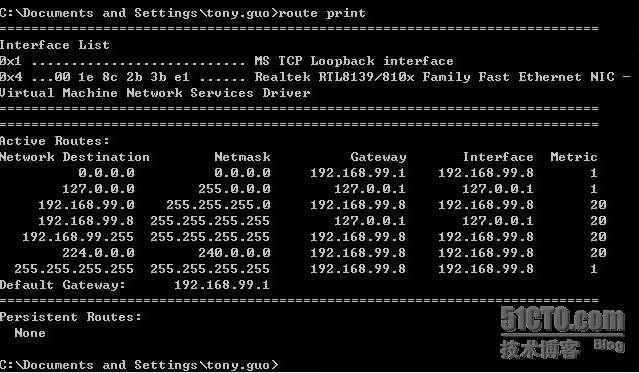 C:\Documents and Settings\tony.guo>route print
===========================================================================
Interface List
0x1 ........................... MS TCP Loopback interface
0x4 ...00 1e 8c 2b 3b e1 ...... Realtek RTL8139/810x Family Fast Ethernet NIC -
Virtual Machine Network Services Driver
===========================================================================
===========================================================================
Active Routes:
Network Destination        Netmask          Gateway       Interface  Metric
0.0.0.0          0.0.0.0     192.168.99.1    192.168.99.8       1
127.0.0.0        255.0.0.0        127.0.0.1       127.0.0.1       1
192.168.99.0    255.255.255.0     192.168.99.8    192.168.99.8       20
192.168.99.8  255.255.255.255        127.0.0.1       127.0.0.1       20
192.168.99.255  255.255.255.255     192.168.99.8    192.168.99.8       20
224.0.0.0        240.0.0.0     192.168.99.8    192.168.99.8       20
255.255.255.255  255.255.255.255     192.168.99.8    192.168.99.8       1
Default Gateway:      192.168.99.1
===========================================================================
Persistent Routes:
None
C:\Documents and Settings\tony.guo>
51CTO.com
技术博客 Blog